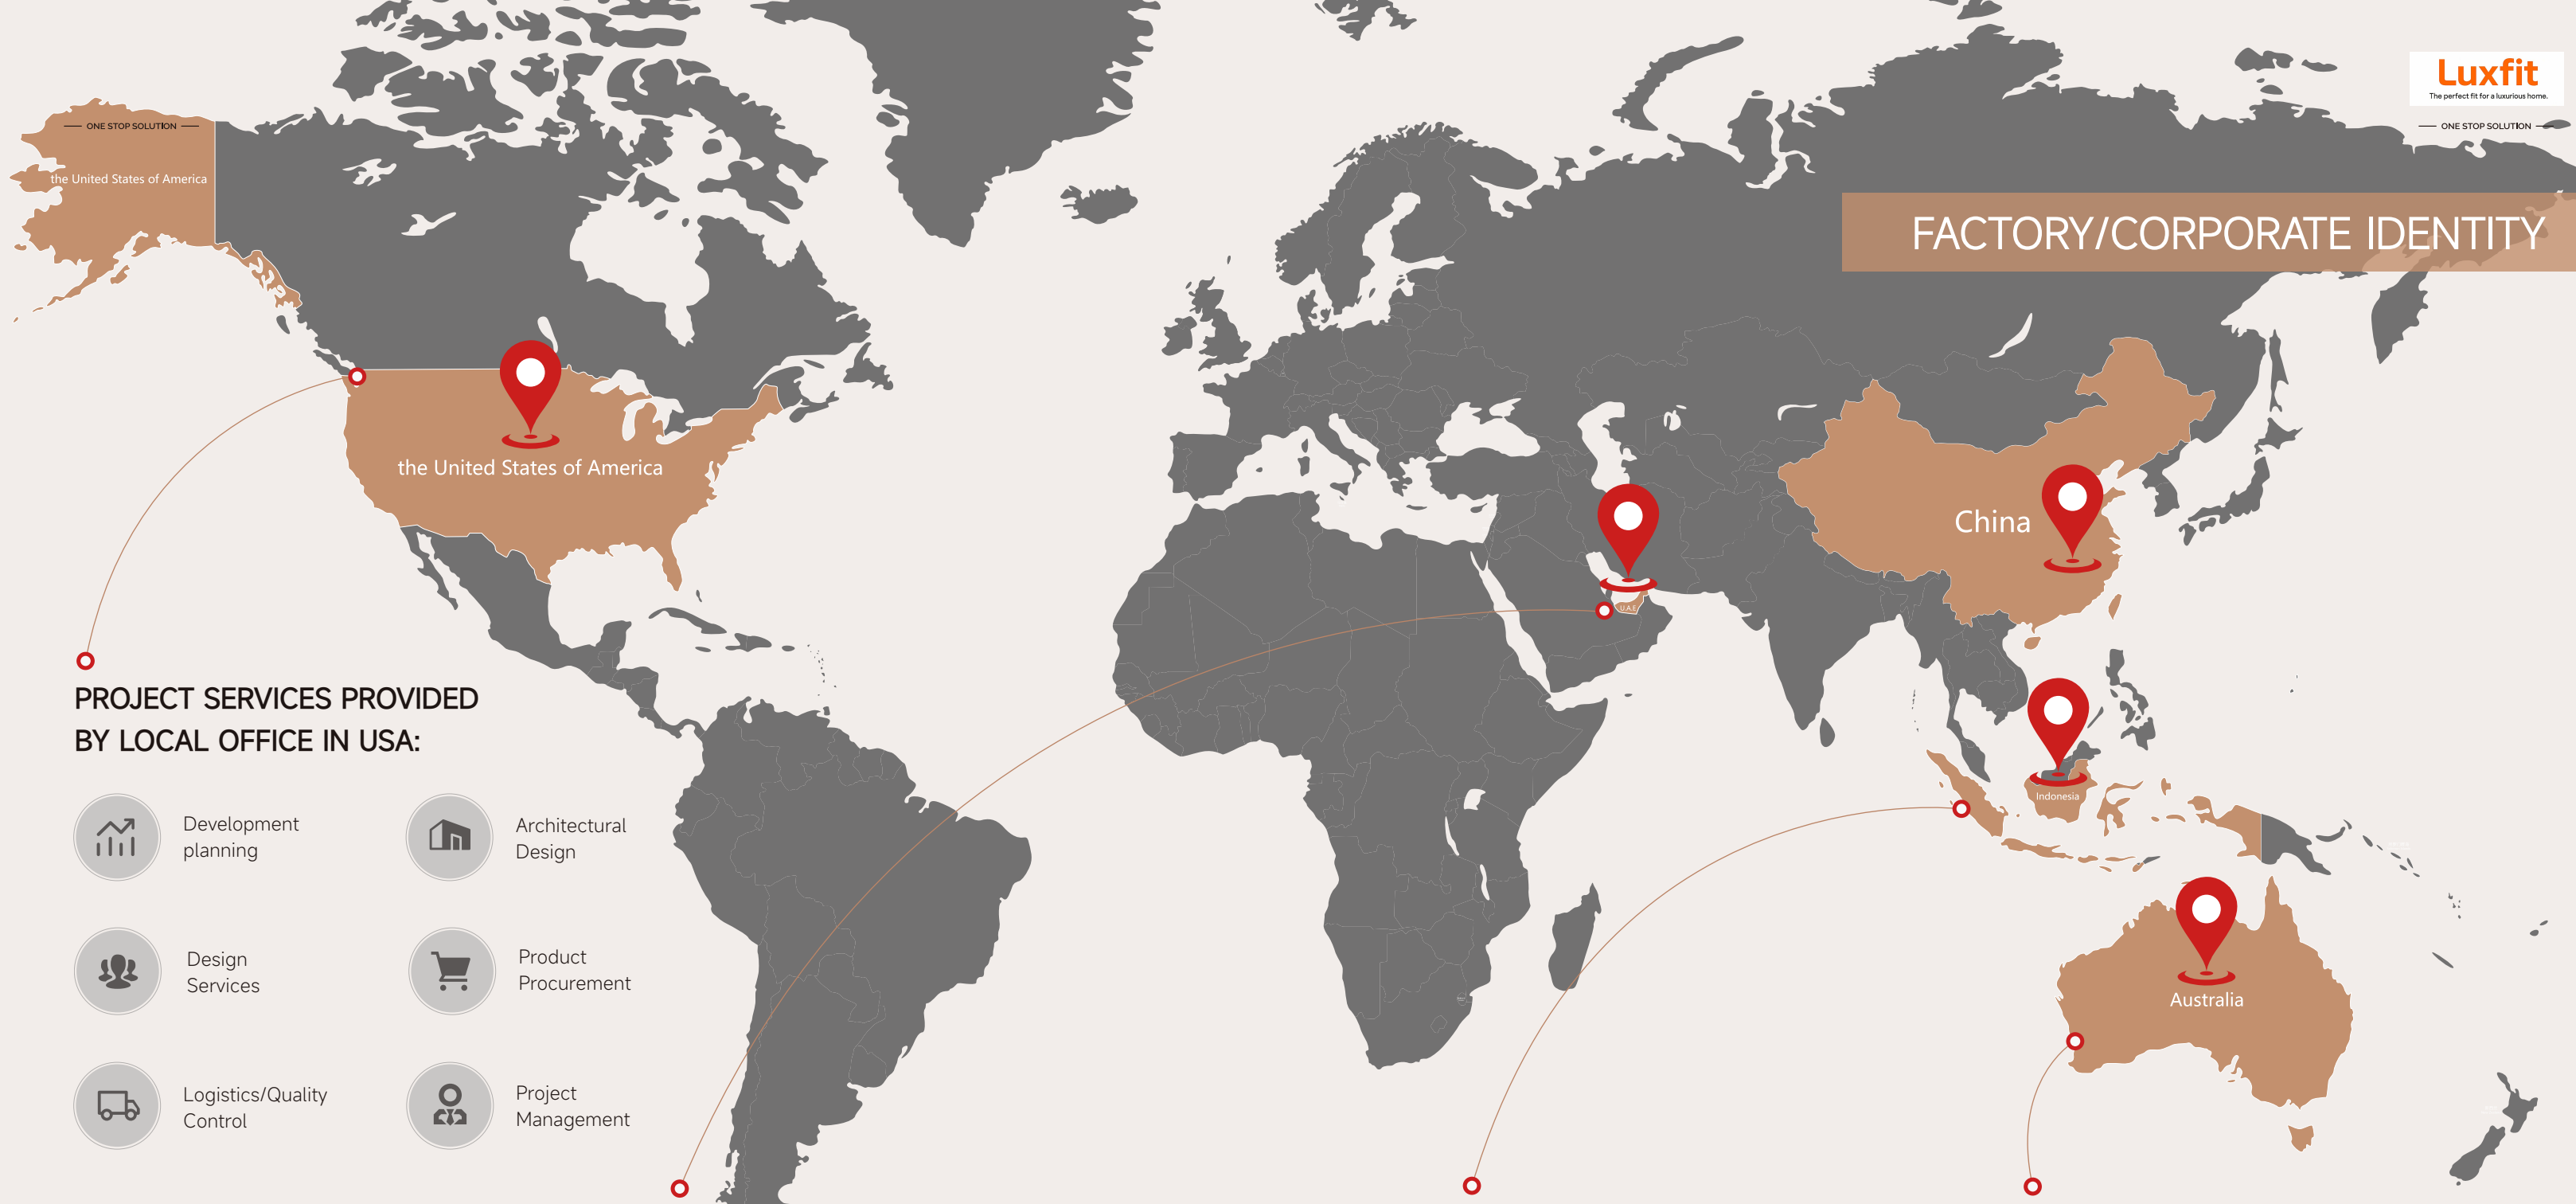 Luxfit
The perfect fit for a luxurious home.
ONE STOP SOLUTION
ONE STOP SOLUTION
the United States of America
FACTORY/CORPORATE IDENTITY
the United States of America
China
U.A.E
Indonesia
Australia
PROJECT SERVICES PROVIDED
BY LOCAL OFFICE IN USA:
Development
planning
Architectural
Design
Design
Services
Product
Procurement
Logistics/Quality
Control
Project
Management